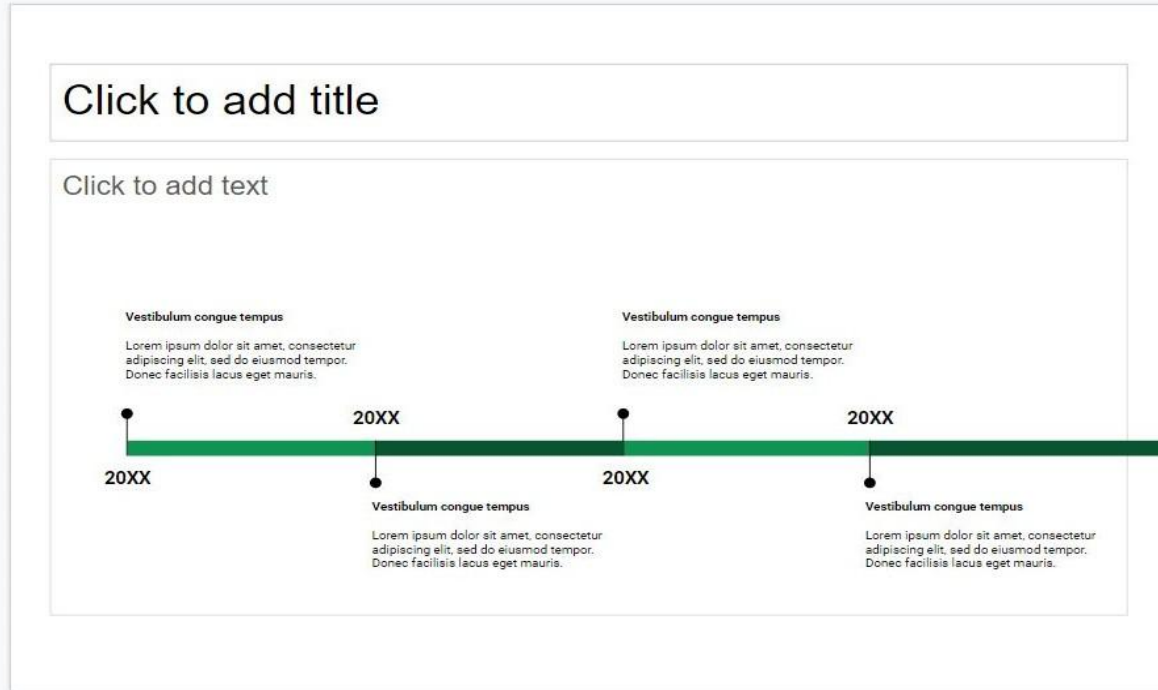 Click to add title
Click to add text
Vestibulum congue tempus
Lorem ipsum dolor sit amet, consectetur
adipiscing elit, sed do eiusmod tempor.
Donec facilisis lacus eget mauris.
Vestibulum congue tempus
Lorem ipsum dolor sit amet, consectetur
adipiscing elit, sed do eiusmod tempor.
Donec facilisis lacus eget mauris.
20XX
20XX
20XX
20XX
Vestibulum congue tempus
Lorem ipsum dolor sit amet, consectetur
adipiscing elit, sed do eiusmod tempor.
Donec facilisis lacus eget mauris.
Vestibulum congue tempus
Lorem ipsum dolor sit amet, consectetur
adipiscing elit, sed do eiusmod tempor.
Donec facilisis lacus eget mauris.